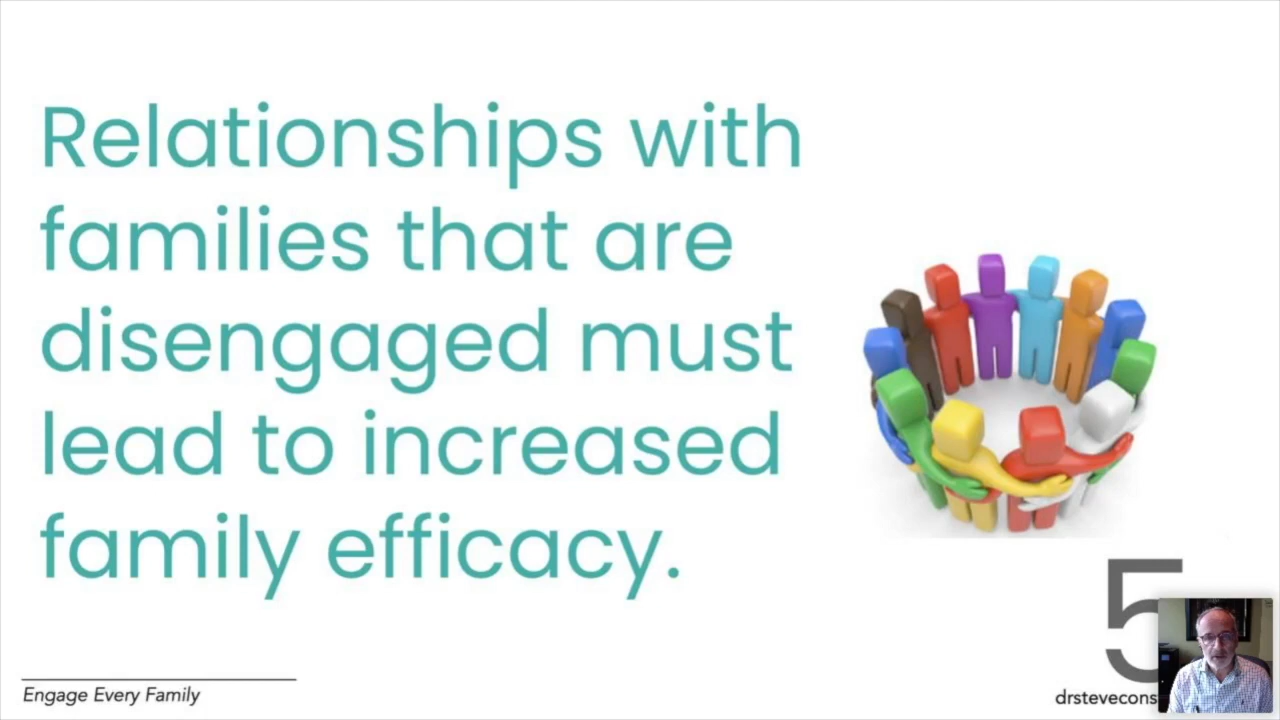 Relationships with
families that are
disengaged must
lead to increased
family efficacy.
5
Engage Every Family
drstevecons